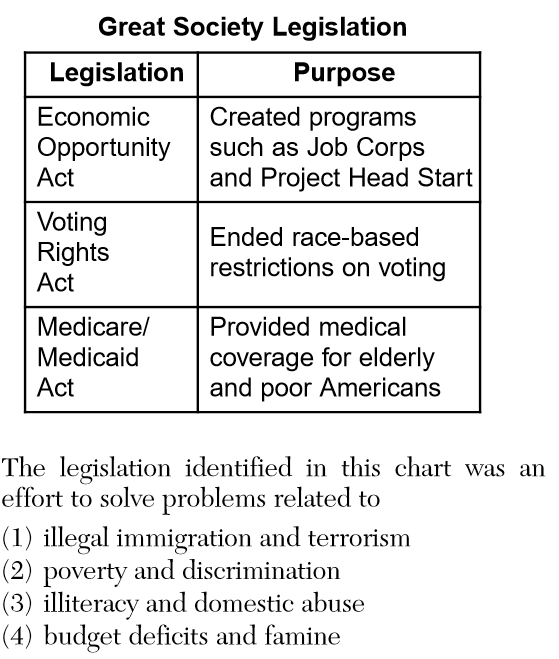 Great Society Legislation
Legislation
Purpose
Economic
Opportunity
Act
Created programs
such as Job Corps
and Project Head Start
Voting
Rights
Act
Ended race-based
restrictions on voting
Medicare/
Medicaid
Act
Provided medical
coverage for elderly
and poor Americans
The legislation identified in this chart was an
effort to solve problems related to
(1) illegal immigration and terrorism
(2) poverty and discrimination
(3) illiteracy and domestic abuse
(4) budget deficits and famine